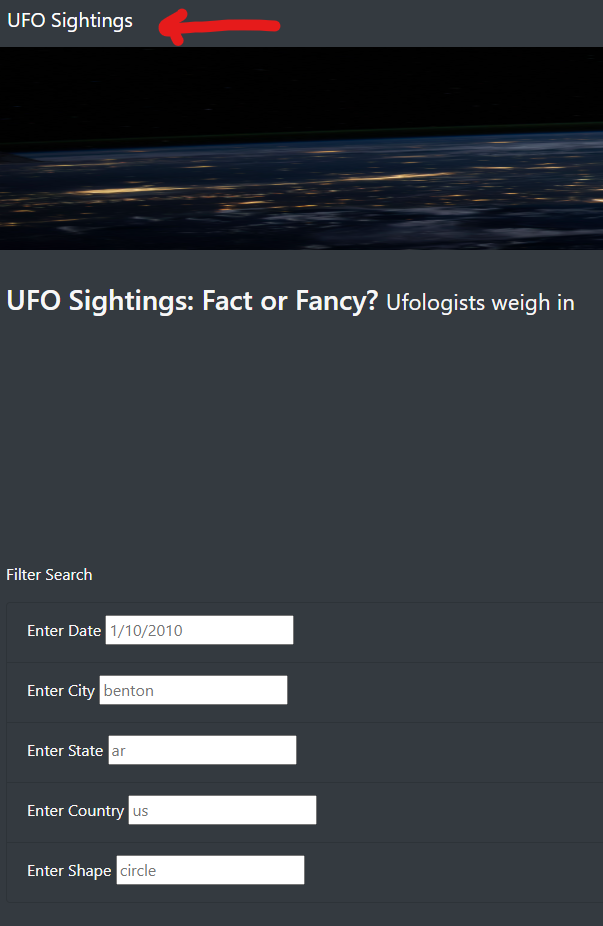 UFO Sightings
UFO Sightings: Fact or Fancy? Ufologists weigh in
Filter Search
Enter Date 1/10/2010
Enter City benton
Enter State ar
Enter Country us
Enter Shape circle